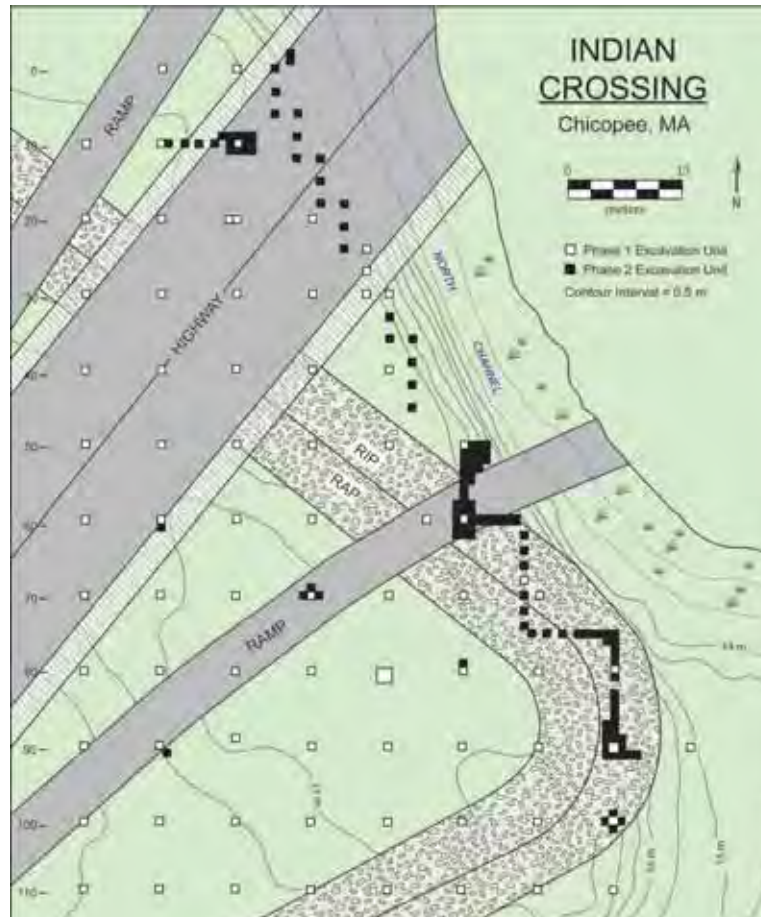 INDIAN
CROSSING
Chicopee, MA
0
meters
N
Phase 1 Excavation Unit
Phase 2 Excavation Unit
Contour Interval = 0.5 m
RAMP
HIGHWAY
NORTH
CHANNEL
RIP
RAP
RAMP
0
10
20
30
40
50
60
70
80
90
100
110